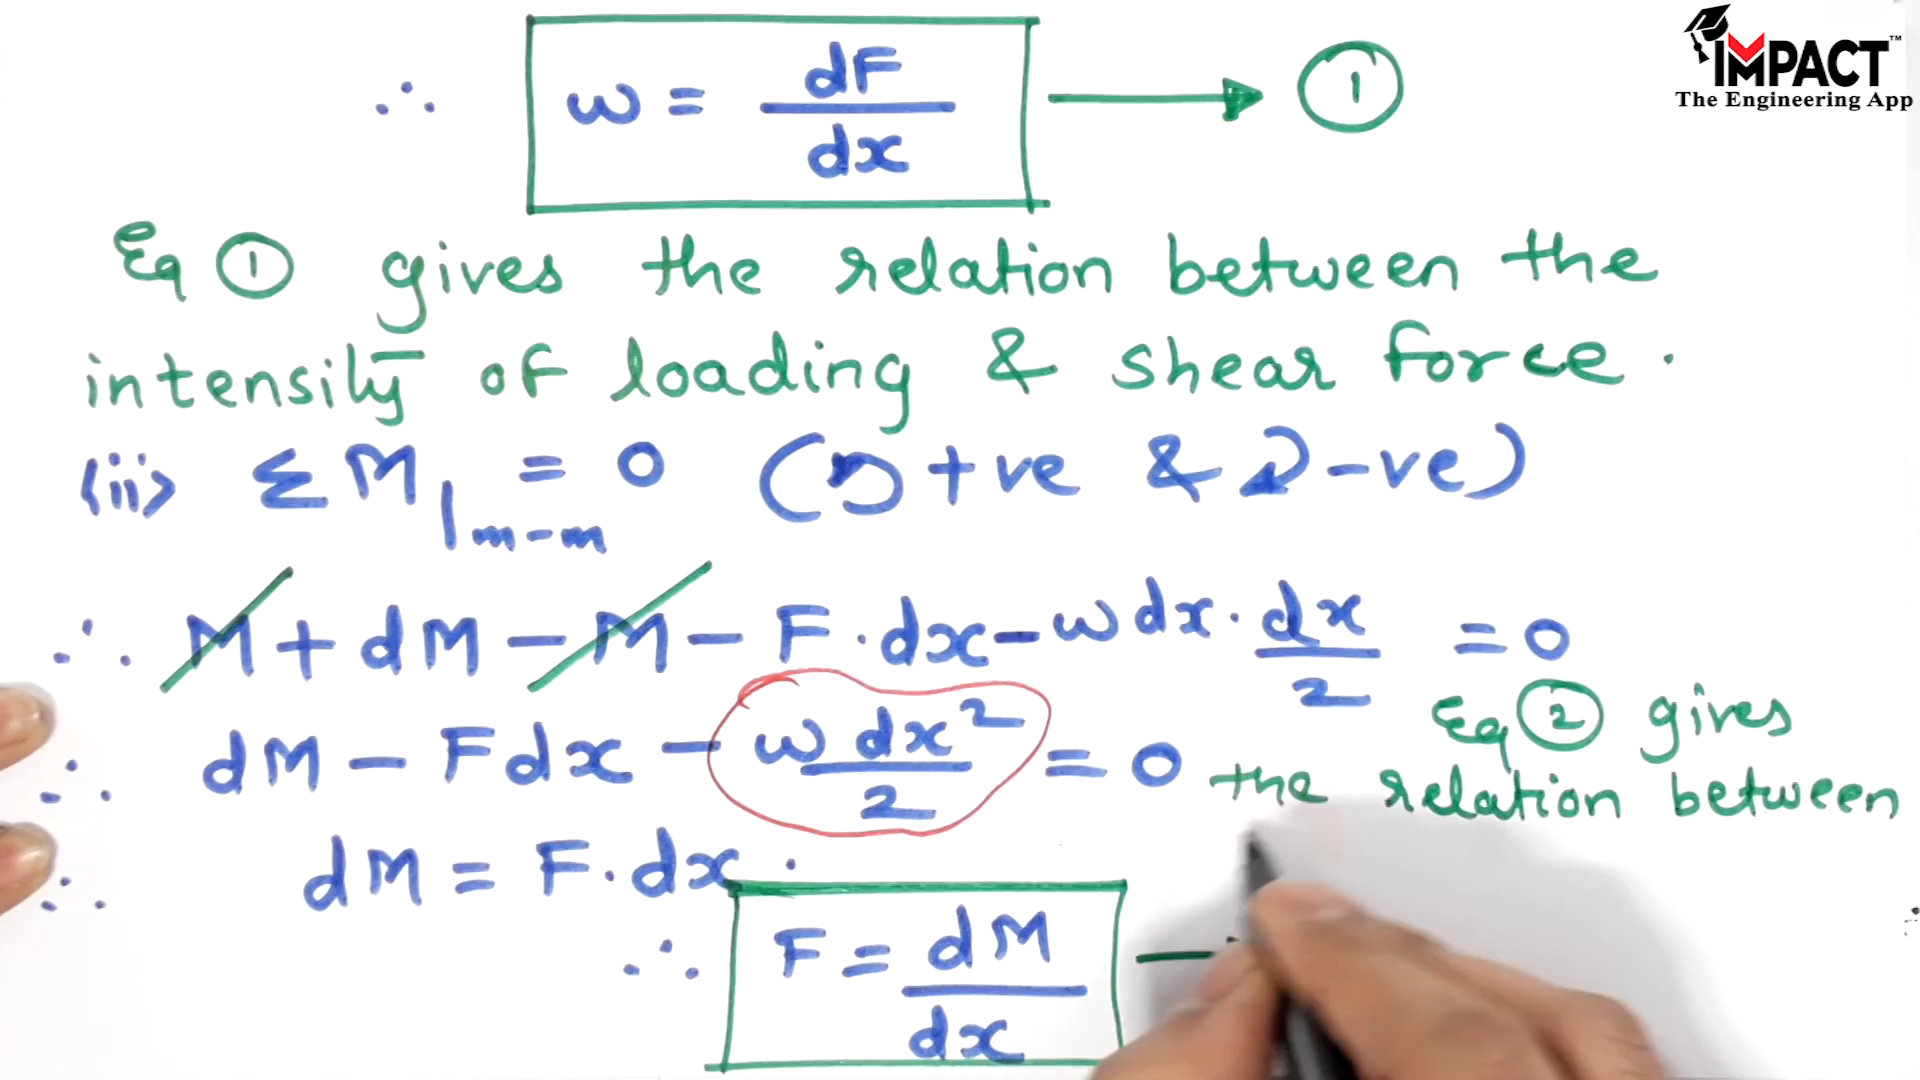 IMPACT™
The Engineering App
∴ w = dF/dx → ①
Eq ① gives the relation between the
intensity of loading & shear force.
(ii) ΣM|m-m = 0 (↺ +ve & ↻ -ve)
∴ M + dM - M - F·dx - w dx · dx/2 = 0
∴ dM - Fdx - w dx²/2 = 0
Eq ② gives
the relation between
∴ dM = F·dx.
∴ F = dM/dx